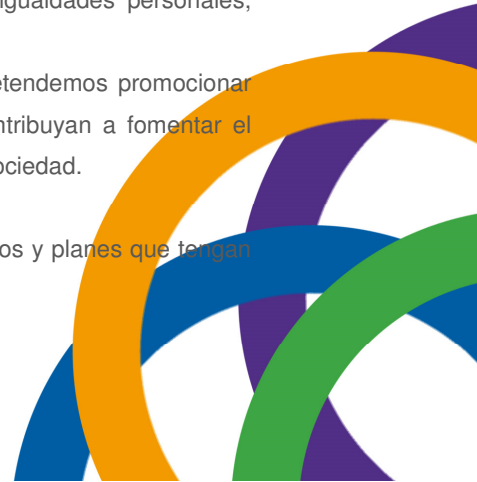 igualdades personales,
etendemos promocionar
ntribuyan a fomentar el
ociedad.
os y planes que tengan